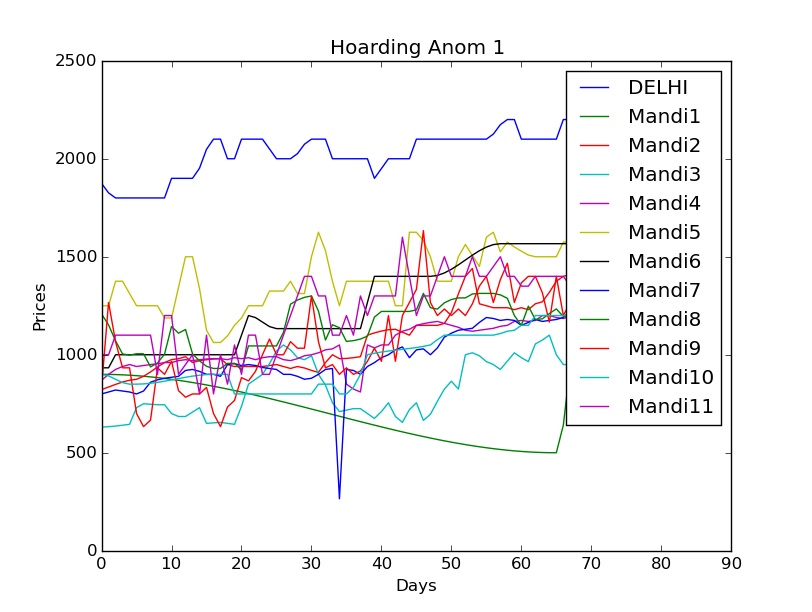 Hoarding Anom 1
2500
2000
1500
1000
500
0
Prices
DELHI
Mandi1
Mandi2
Mandi3
Mandi4
Mandi5
Mandi6
Mandi7
Mandi8
Mandi9
Mandi10
Mandi11
0 10 20 30 40 50 60 70 80 90
Days